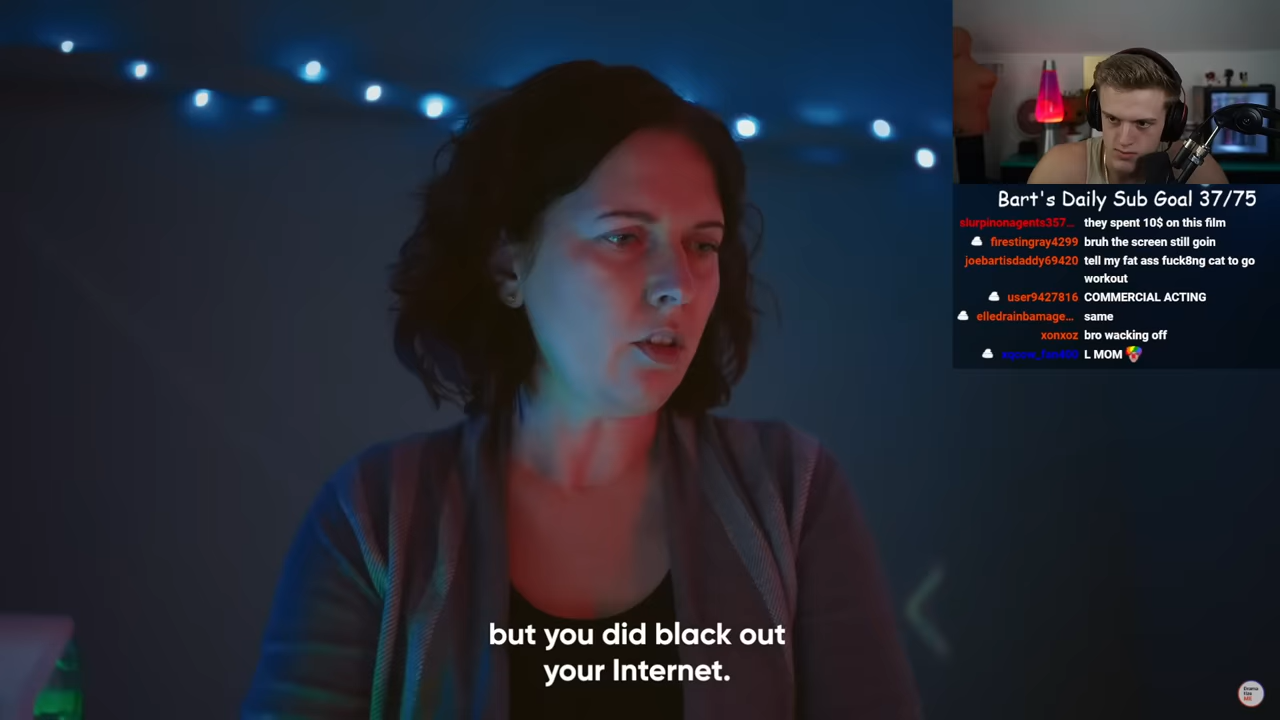 Bart's Daily Sub Goal 37/75
slurpinonagents357... they spent 10$ on this film
firestingray4299 bruh the screen still goin
joebartisdaddy69420 tell my fat ass fuck8ng cat to go
workout
user9427816 COMMERCIAL ACTING
elledrainbamage... same
xonxoz bro wacking off
L MOM
but you did black out
your Internet.